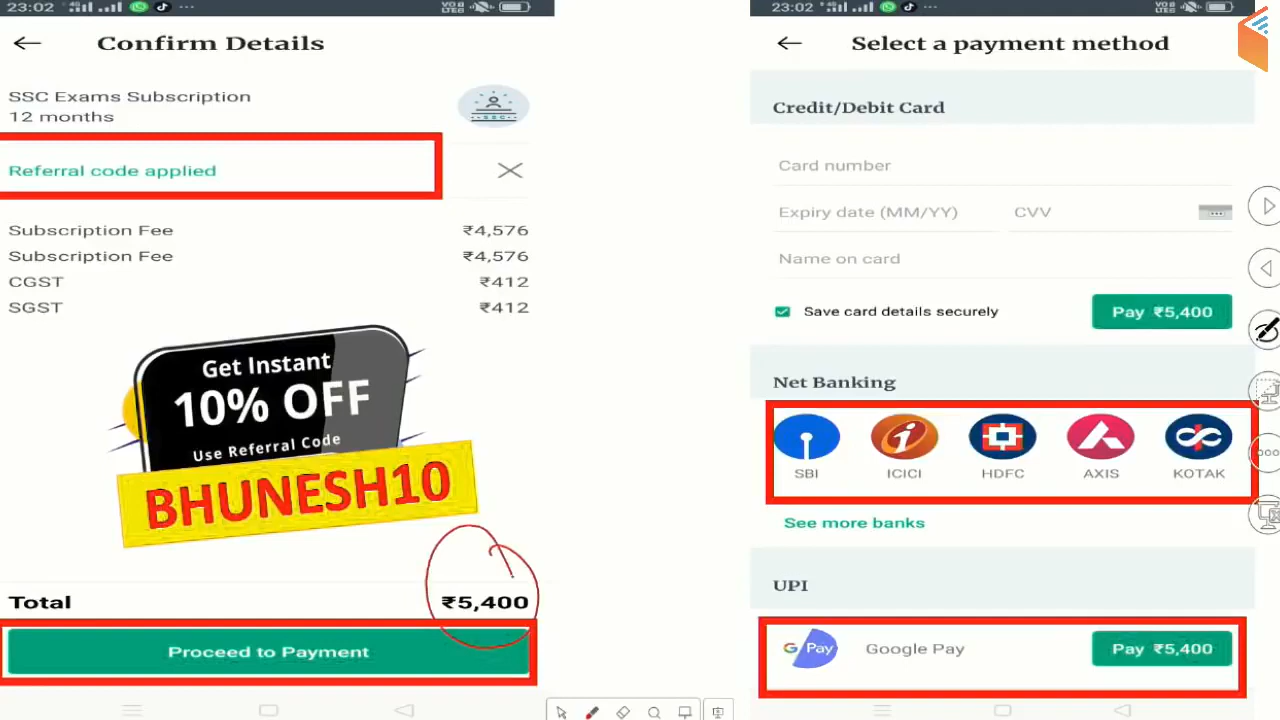 23:02
Confirm Details
SSC Exams Subscription
12 months
SSC
Referral code applied
Subscription Fee ₹4,576
Subscription Fee ₹4,576
CGST ₹412
SGST ₹412
Get Instant
10% OFF
Use Referral Code
BHUNESH10
Total ₹5,400
Proceed to Payment
23:02
Select a payment method
Credit/Debit Card
Card number
Expiry date (MM/YY) CVV
Name on card
Save card details securely Pay ₹5,400
Net Banking
SBI ICICI HDFC AXIS KOTAK
See more banks
UPI
G Pay Google Pay Pay ₹5,400